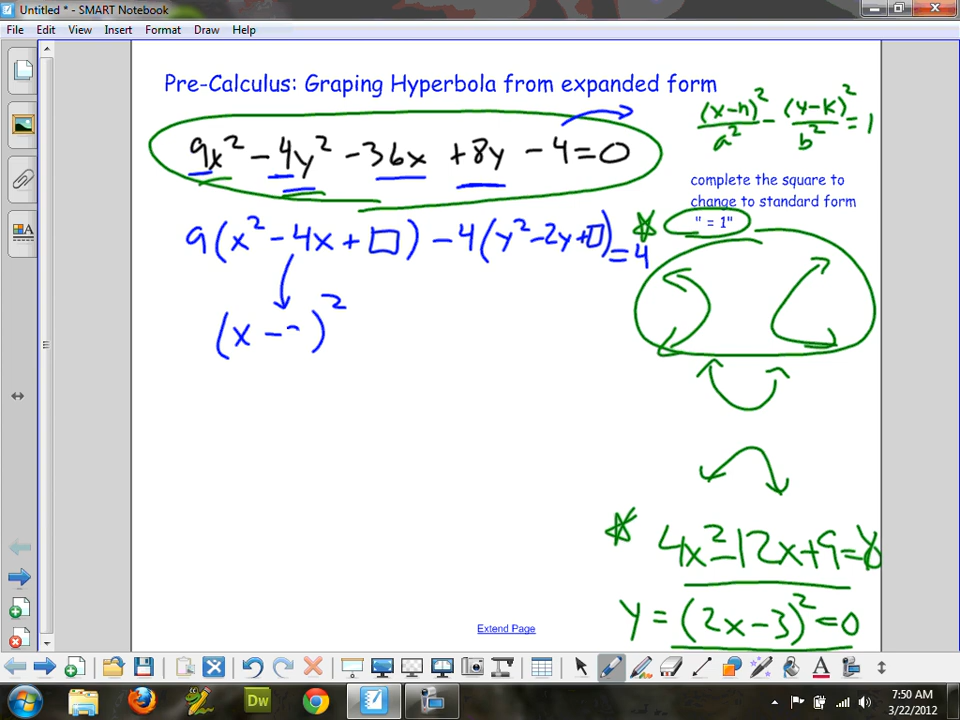 Untitled * - SMART Notebook
File Edit View Insert Format Draw Help
Pre-Calculus: Graping Hyperbola from expanded form
9x² - 4y² - 36x + 8y - 4 = 0
(x-h)²/a² - (y-k)²/b² = 1
complete the square to
change to standard form
" = 1"
9(x² - 4x + □) - 4(y² - 2y + □) = 4
(x - )²
4x² - 12x + 9 =
y = (2x - 3)² = 0
Extend Page
Dw
7:50 AM
3/22/2012